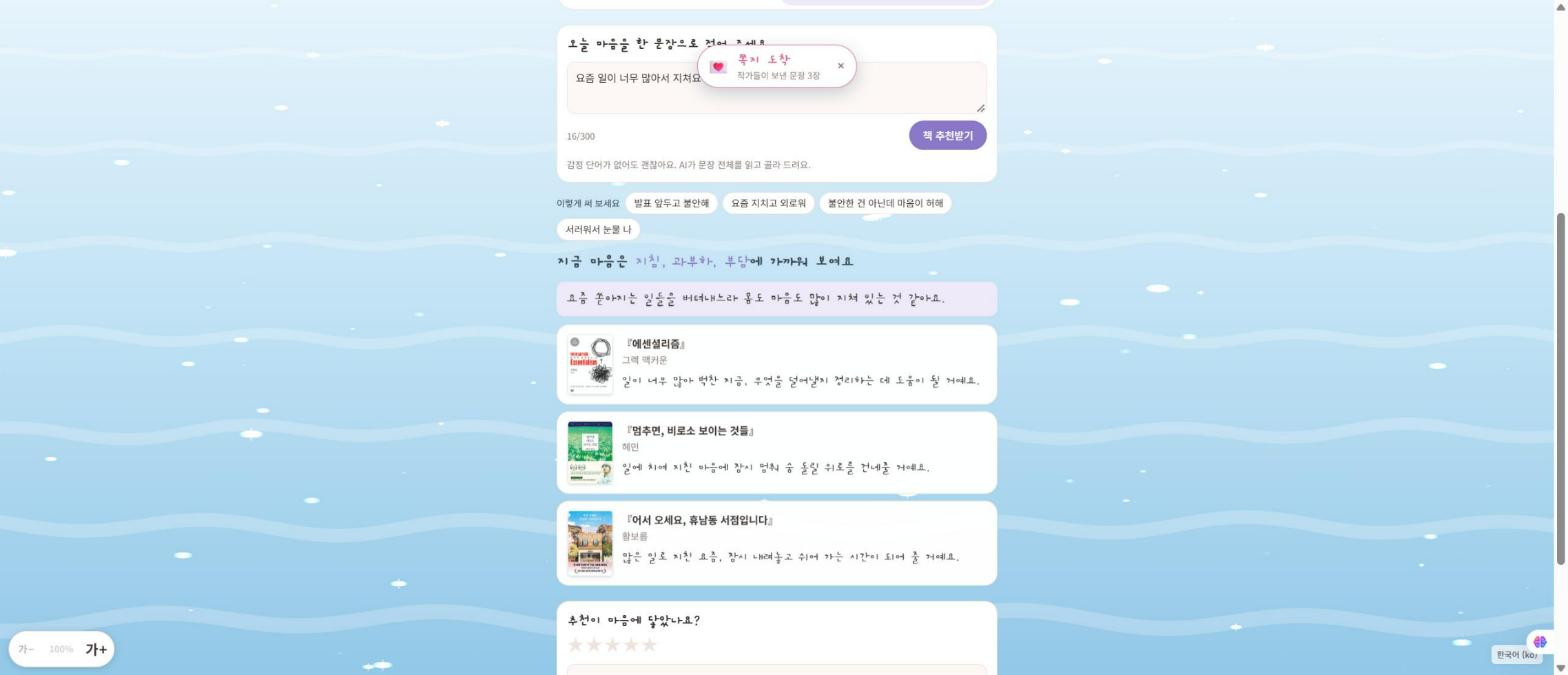 오늘 마음을 한 문장으로 적어 주세요
쪽지 도착
작가들이 보낸 문장 3장
×
요즘 일이 너무 많아서 지쳐요
16/300
책 추천받기
감정 단어가 없어도 괜찮아요. AI가 문장 전체를 읽고 골라 드려요.
이렇게 써 보세요
발표 앞두고 불안해
요즘 지치고 외로워
불안한 건 아닌데 마음이 허해
서러워서 눈물 나
지금 마음은 지침, 과부하, 부담에 가까워 보여요
요즘 쏟아지는 일들을 버텨내느라 몸도 마음도 많이 지쳐 있는 것 같아요.
『에센셜리즘』
그렉 맥커운
일이 너무 많아 벅찬 지금, 무엇을 덜어낼지 정리하는 데 도움이 될 거예요.
『멈추면, 비로소 보이는 것들』
혜민
일에 치여 지친 마음에 잠시 멈춰 숨 돌릴 위로를 건네줄 거예요.
『어서 오세요, 휴남동 서점입니다』
황보름
많은 일로 지친 요즘, 잠시 내려놓고 쉬어 가는 시간이 되어 줄 거예요.
추천이 마음에 닿았나요?
가−
100%
가+
한국어 (ko)